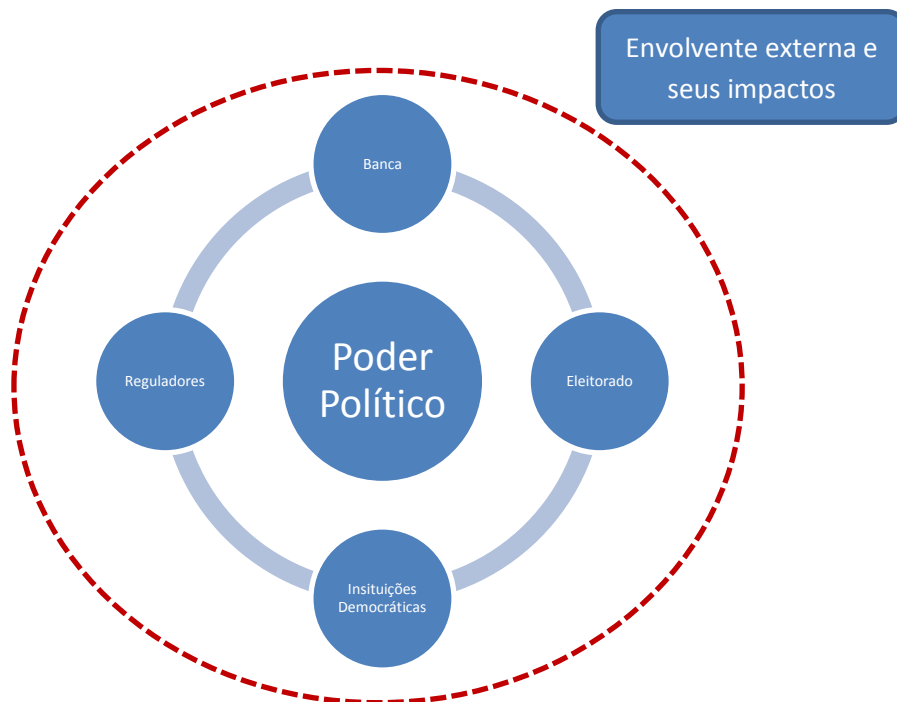 Envolvente externa e
seus impactos
Banca
Reguladores
Poder
Político
Eleitorado
Insituições
Democráticas